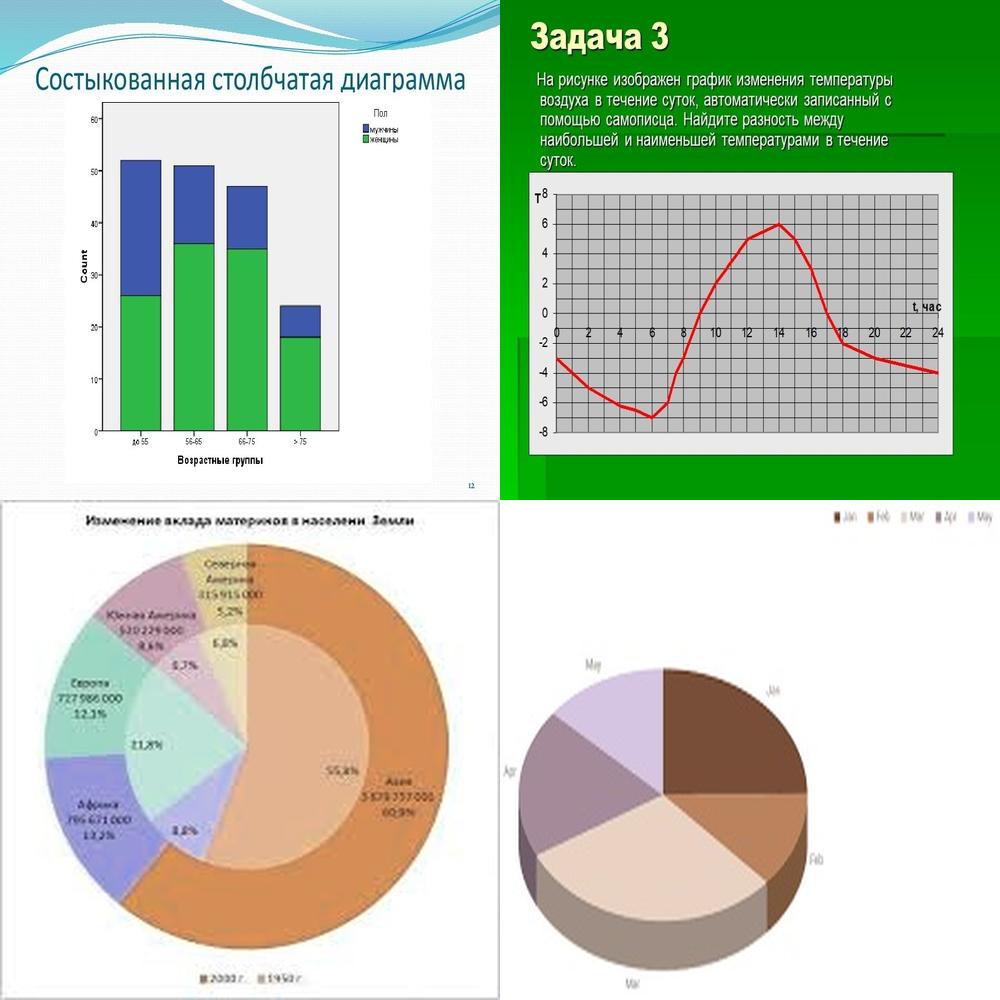 Состыкованная столбчатая диаграмма
Пол
мужчины
женщины
60
50
40
30
20
10
0
Count
до 55
56-65
66-75
> 75
Возрастные группы
12
Задача 3
На рисунке изображен график изменения температуры
воздуха в течение суток, автоматически записанный с
помощью самописца. Найдите разность между
наибольшей и наименьшей температурами в течение
суток.
T
8
6
4
2
0
-2
-4
-6
-8
t, час
0 2 4 6 8 10 12 14 16 18 20 22 24
Изменение вклада материков в населени Земли
Северная
Америка
315 915 000
5,2%
6,8%
Южная Америка
520 229 000
8,6%
6,7%
Европа
727 986 000
12,1%
21,8%
Африка
795 671 000
13,2%
8,8%
55,8%
Азия
60,9%
2000 г. 1950 г.
Jan Feb Mar Apr May
May
Jan
Apr
Feb
Mar